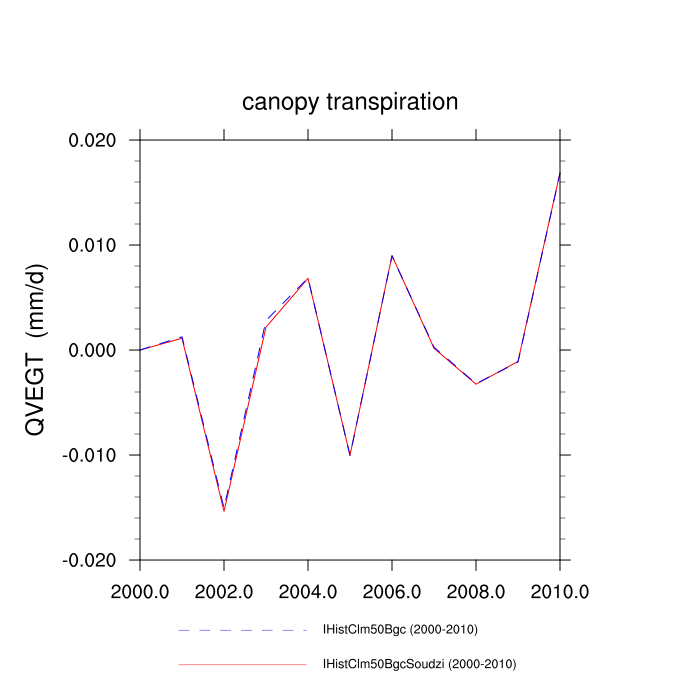 canopy transpiration
0.020
0.010
0.000
-0.010
-0.020
QVEGT (mm/d)
2000.0 2002.0 2004.0 2006.0 2008.0 2010.0
IHistClm50Bgc (2000-2010)
IHistClm50BgcSoudzi (2000-2010)